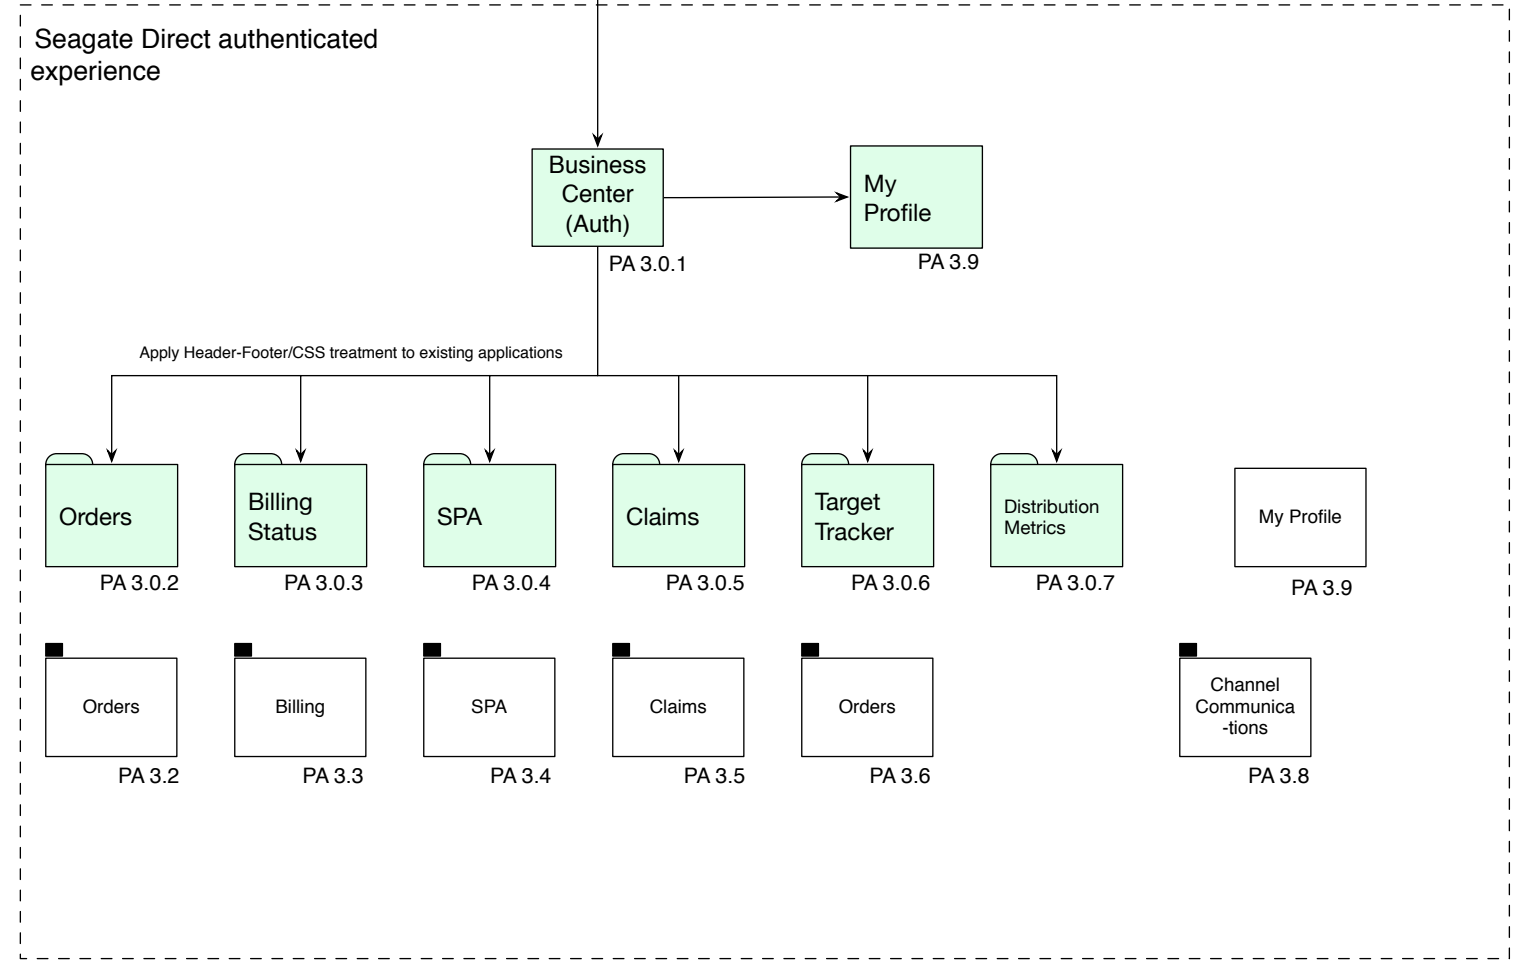 Seagate Direct authenticated
experience
Business
Center
(Auth)
PA 3.0.1
My
Profile
PA 3.9
Apply Header-Footer/CSS treatment to existing applications
Orders
PA 3.0.2
Billing
Status
PA 3.0.3
SPA
PA 3.0.4
Claims
PA 3.0.5
Target
Tracker
PA 3.0.6
Distribution
Metrics
PA 3.0.7
My Profile
PA 3.9
Orders
PA 3.2
Billing
PA 3.3
SPA
PA 3.4
Claims
PA 3.5
Orders
PA 3.6
Channel
Communica
-tions
PA 3.8